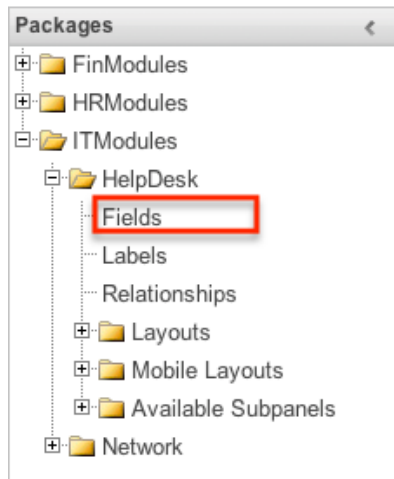 Packages
FinModules
HRModules
ITModules
HelpDesk
Fields
Labels
Relationships
Layouts
Mobile Layouts
Available Subpanels
Network